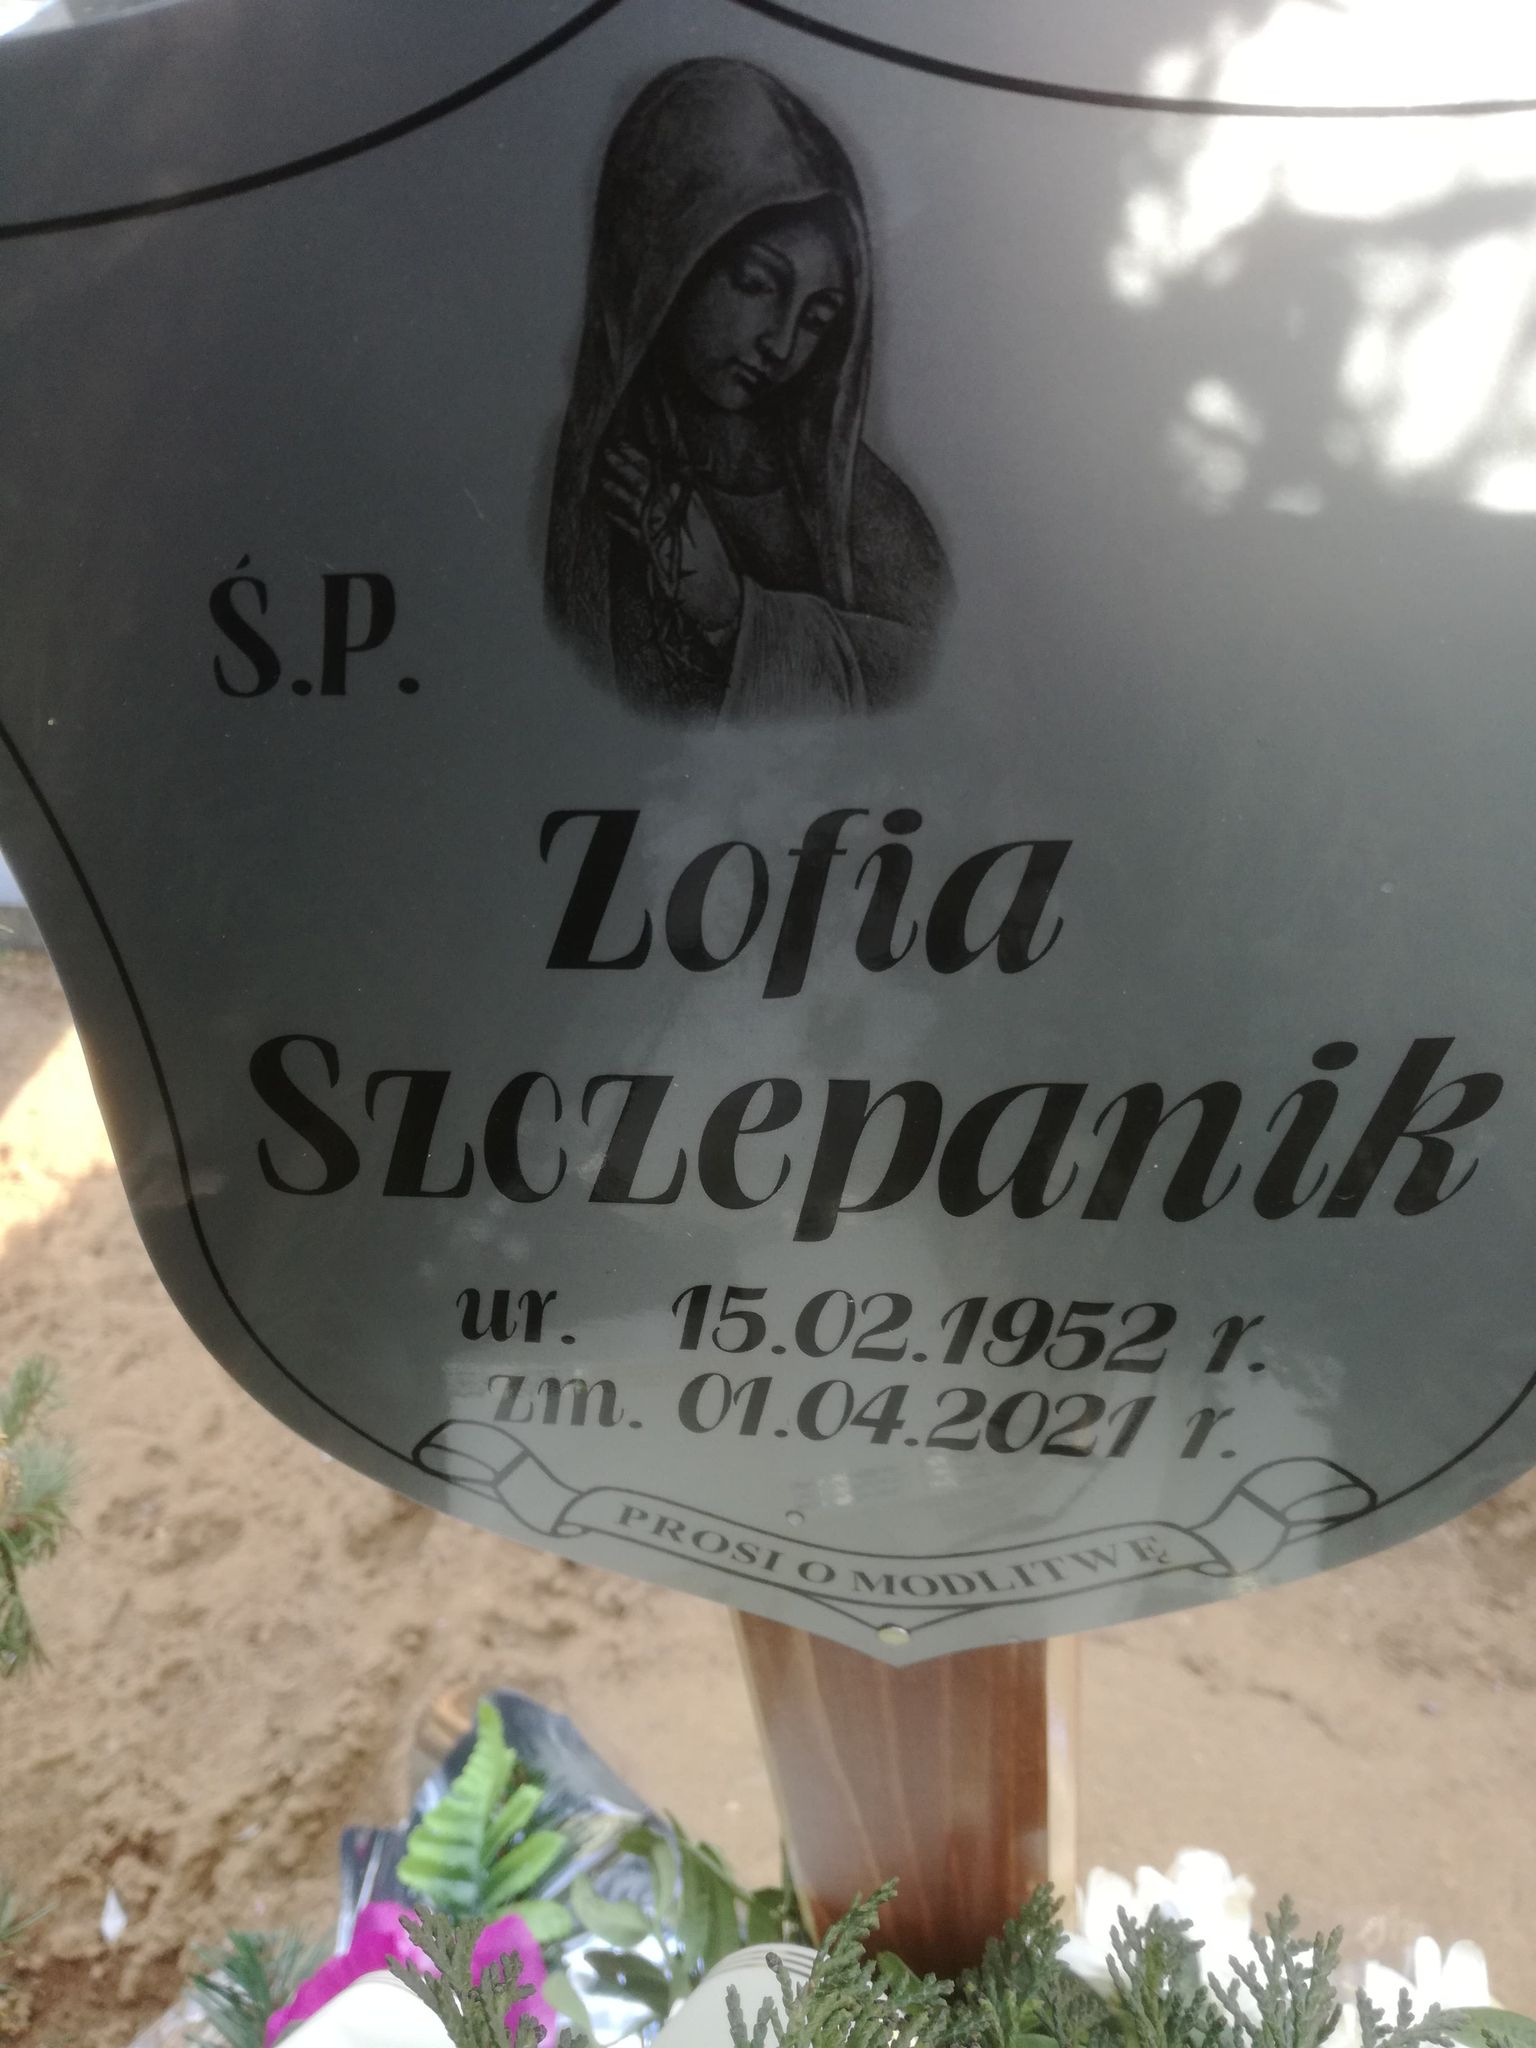 Ś.P.
Zofia
Szczepanik
ur. 15.02.1952 r.
zm. 01.04.2021 r.
PROSI O MODLITWĘ